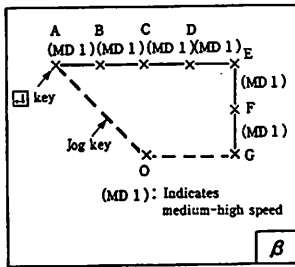 A B C D
(MD 1) (MD 1) (MD 1) (MD 1) E
↵ key
(MD 1)
F
Jog key
(MD 1)
O G
(MD 1): Indicates
medium-high speed
β